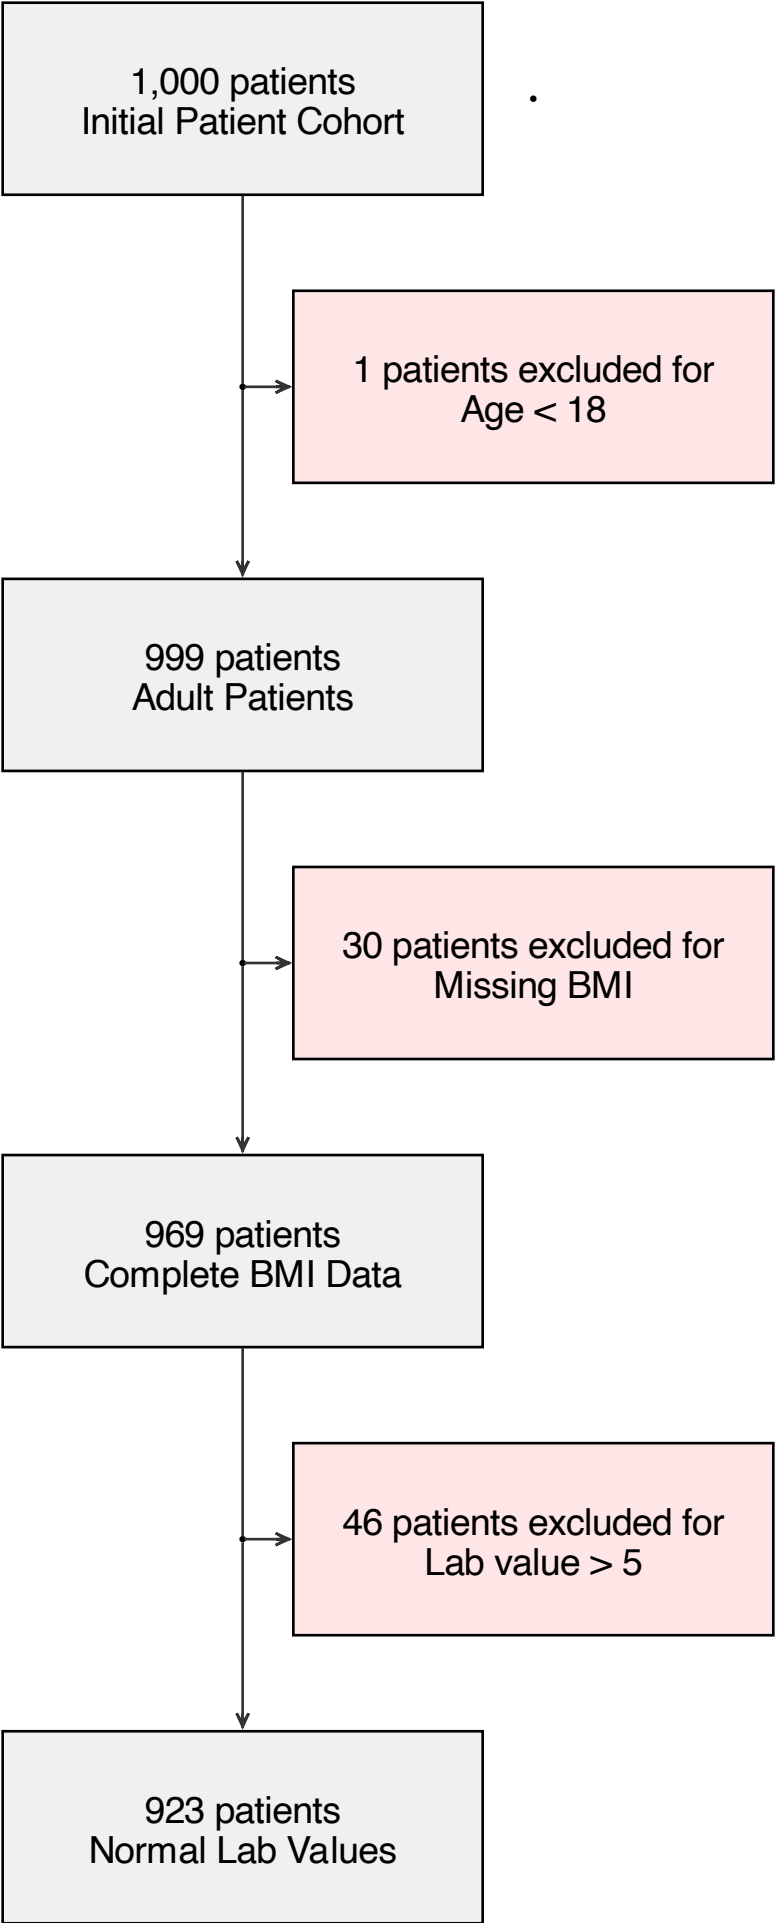 1,000 patients
Initial Patient Cohort
.
1 patients excluded for
Age < 18
999 patients
Adult Patients
30 patients excluded for
Missing BMI
969 patients
Complete BMI Data
46 patients excluded for
Lab value > 5
923 patients
Normal Lab Values